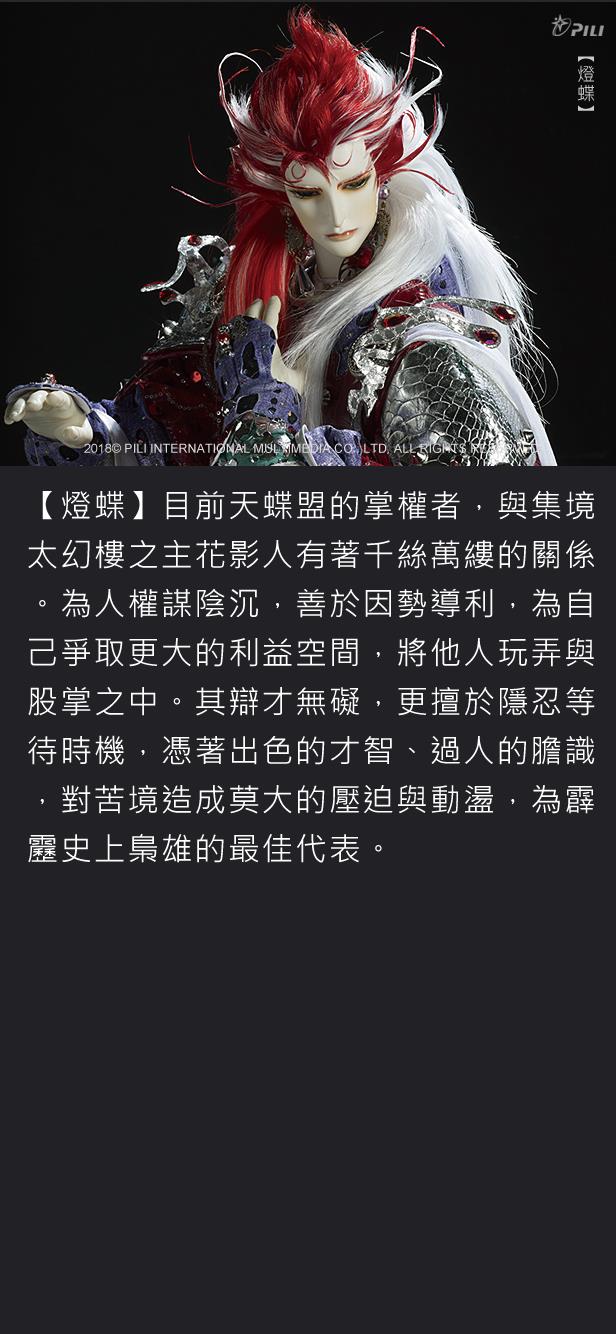 PILI
【燈蝶】
2018© PILI INTERNATIONAL MULTIMEDIA CO., LTD. ALL RIGHTS RESERVED.
【燈蝶】目前天蝶盟的掌權者，與集境
太幻樓之主花影人有著千絲萬縷的關係
。為人權謀陰沉，善於因勢導利，為自
己爭取更大的利益空間，將他人玩弄與
股掌之中。其辯才無礙，更擅於隱忍等
待時機，憑著出色的才智、過人的膽識
，對苦境造成莫大的壓迫與動盪，為霹
靂史上梟雄的最佳代表。